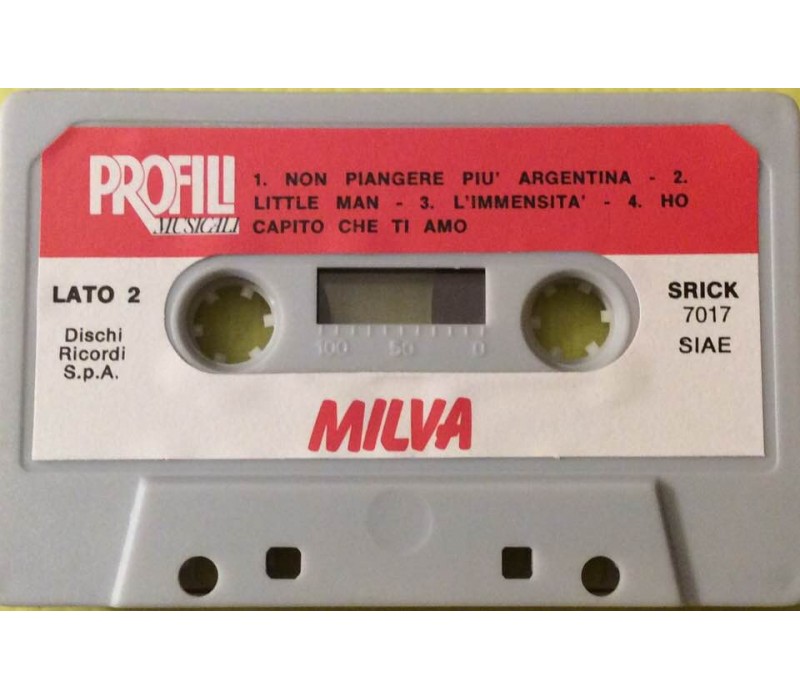 PROFILI
MUSICALI
1. NON PIANGERE PIU' ARGENTINA - 2.
LITTLE MAN - 3. L'IMMENSITA' - 4. HO
CAPITO CHE TI AMO
LATO 2
Dischi
Ricordi
S.p.A.
100 50 0
SRICK
7017
SIAE
MILVA